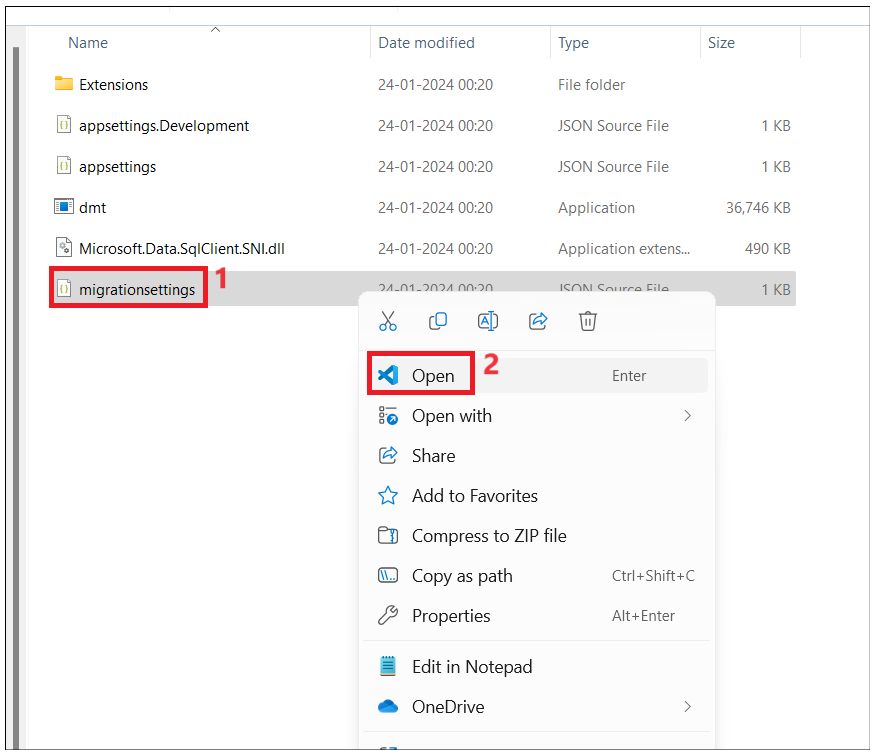 Name Date modified Type Size
Extensions 24-01-2024 00:20 File folder
appsettings.Development 24-01-2024 00:20 JSON Source File 1 KB
appsettings 24-01-2024 00:20 JSON Source File 1 KB
dmt 24-01-2024 00:20 Application 36,746 KB
Microsoft.Data.SqlClient.SNI.dll 24-01-2024 00:20 Application extens... 490 KB
migrationsettings 1 24-01-2024 00:20 JSON Source File 1 KB
Open 2 Enter
Open with
Share
Add to Favorites
Compress to ZIP file
Copy as path Ctrl+Shift+C
Properties Alt+Enter
Edit in Notepad
OneDrive